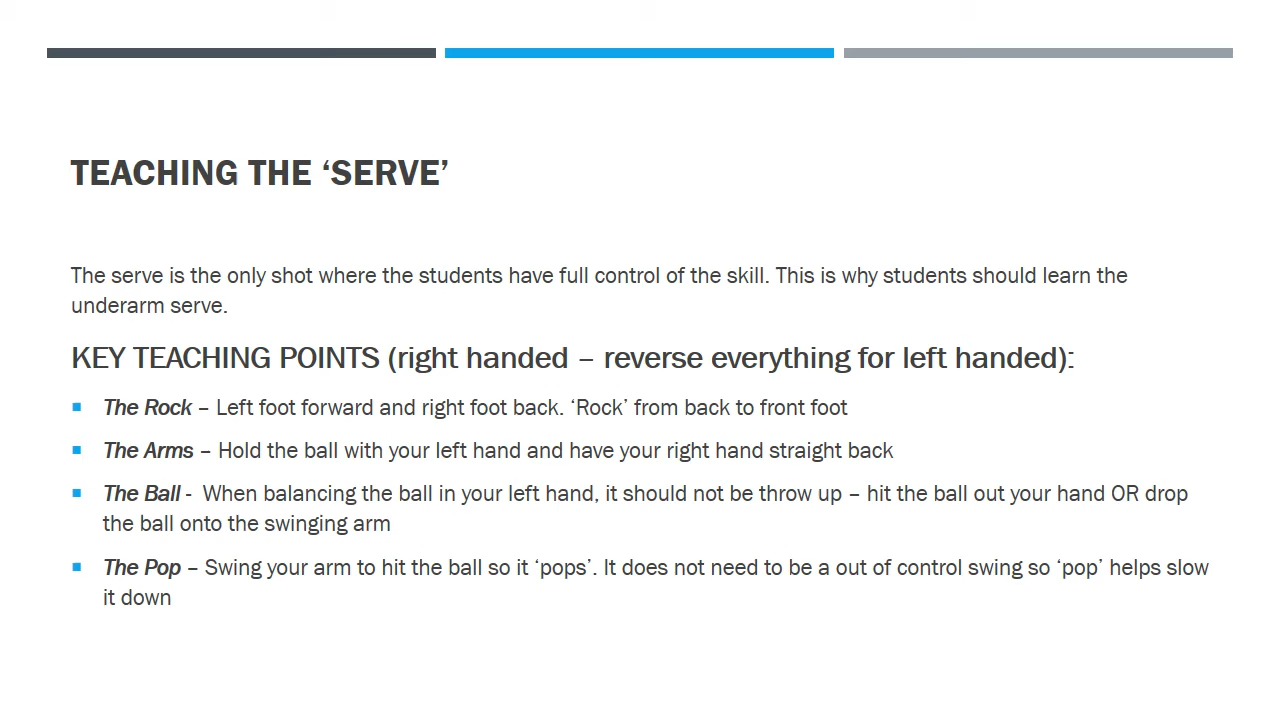 TEACHING THE ‘SERVE’
The serve is the only shot where the students have full control of the skill. This is why students should learn the
underarm serve.
KEY TEACHING POINTS (right handed – reverse everything for left handed):
▪ The Rock – Left foot forward and right foot back. ‘Rock’ from back to front foot
▪ The Arms – Hold the ball with your left hand and have your right hand straight back
▪ The Ball - When balancing the ball in your left hand, it should not be throw up – hit the ball out your hand OR drop
the ball onto the swinging arm
▪ The Pop – Swing your arm to hit the ball so it ‘pops’. It does not need to be a out of control swing so ‘pop’ helps slow
it down